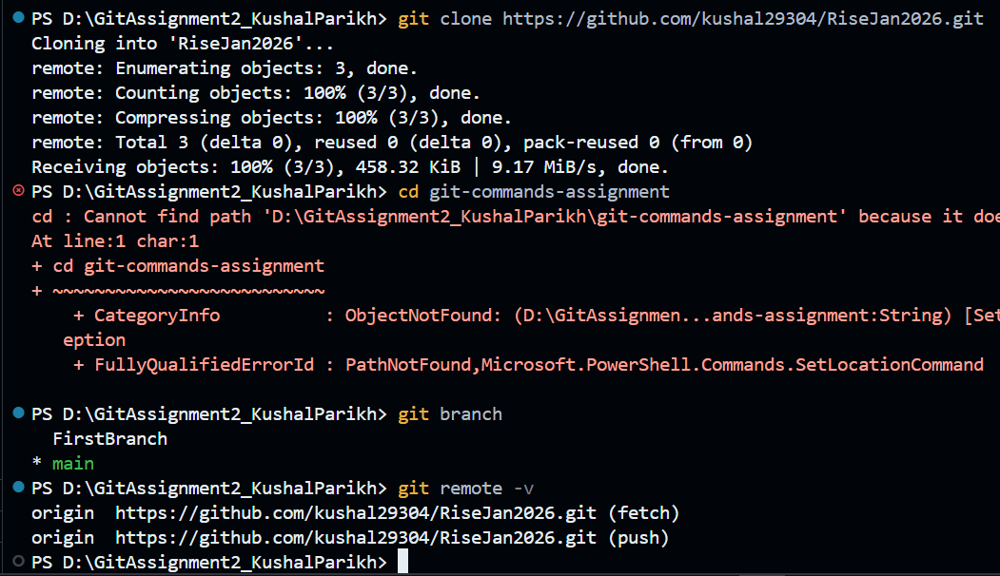 PS D:\GitAssignment2_KushalParikh> git clone https://github.com/kushal29304/RiseJan2026.git
Cloning into 'RiseJan2026'...
remote: Enumerating objects: 3, done.
remote: Counting objects: 100% (3/3), done.
remote: Compressing objects: 100% (3/3), done.
remote: Total 3 (delta 0), reused 0 (delta 0), pack-reused 0 (from 0)
Receiving objects: 100% (3/3), 458.32 KiB | 9.17 MiB/s, done.
PS D:\GitAssignment2_KushalParikh> cd git-commands-assignment
cd : Cannot find path 'D:\GitAssignment2_KushalParikh\git-commands-assignment' because it doe
At line:1 char:1
+ cd git-commands-assignment
+ ~~~~~~~~~~~~~~~~~~~~~~~~~~
    + CategoryInfo          : ObjectNotFound: (D:\GitAssignmen...ands-assignment:String) [Set
   eption
    + FullyQualifiedErrorId : PathNotFound,Microsoft.PowerShell.Commands.SetLocationCommand
PS D:\GitAssignment2_KushalParikh> git branch
  FirstBranch
* main
PS D:\GitAssignment2_KushalParikh> git remote -v
origin  https://github.com/kushal29304/RiseJan2026.git (fetch)
origin  https://github.com/kushal29304/RiseJan2026.git (push)
PS D:\GitAssignment2_KushalParikh>